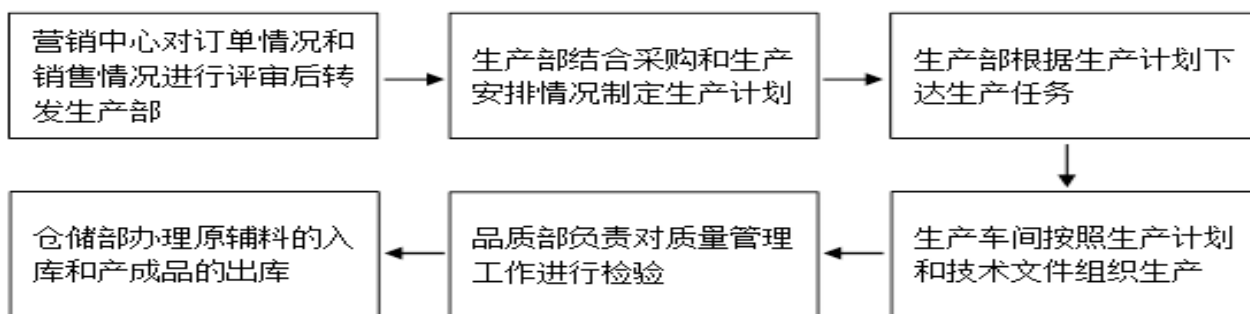 营销中心对订单情况和
销售情况进行评审后转
发生产部
生产部结合采购和生产
安排情况制定生产计划
生产部根据生产计划下
达生产任务
生产车间按照生产计划
和技术文件组织生产
品质部负责对质量管理
工作进行检验
仓储部办理原辅料的入
库和产成品的出库